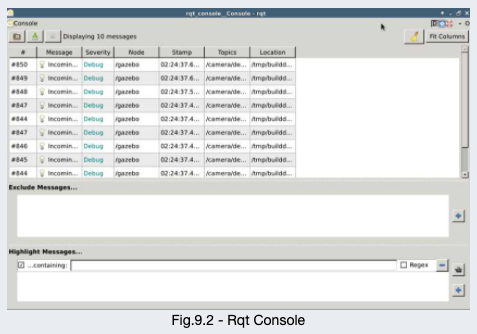 rqt_console__Console - rqt
Console
Displaying 10 messages
Fit Columns
# Message Severity Node Stamp Topics Location
#850 Incomin... Debug /gazebo 02:24:37.6... /camera/de... /tmp/buildd...
#849 Incomin... Debug /gazebo 02:24:37.6... /camera/de... /tmp/buildd...
#848 Incomin... Debug /gazebo 02:24:37.5... /camera/de... /tmp/buildd...
#847 Incomin... Debug /gazebo 02:24:37.4... /camera/de... /tmp/buildd...
#844 Incomin... Debug /gazebo 02:24:37.4... /camera/de... /tmp/buildd...
#847 Incomin... Debug /gazebo 02:24:37.4... /camera/de... /tmp/buildd...
#846 Incomin... Debug /gazebo 02:24:37.4... /camera/de... /tmp/buildd...
#845 Incomin... Debug /gazebo 02:24:37.4... /camera/de... /tmp/buildd...
#844 Incomin... Debug /gazebo 02:24:37.4... /camera/de... /tmp/buildd...
Exclude Messages...
Highlight Messages...
...containing: Regex
Fig.9.2 - Rqt Console